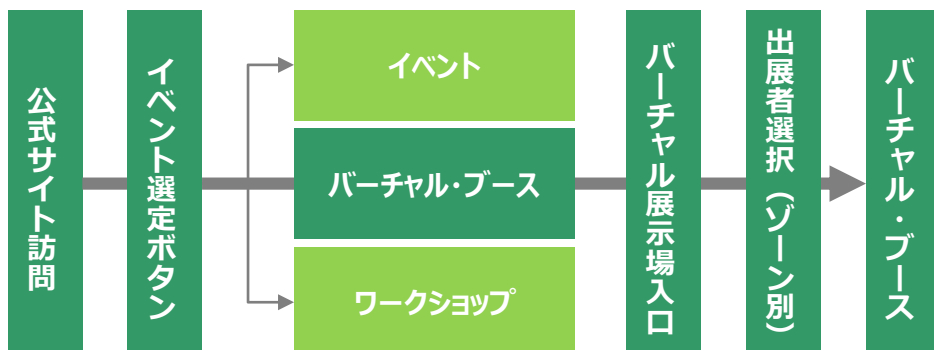 公式サイト訪問
イベント選定ボタン
イベント
バーチャル・ブース
ワークショップ
バーチャル展示場入口
出展者選択（ゾーン別）
バーチャル・ブース